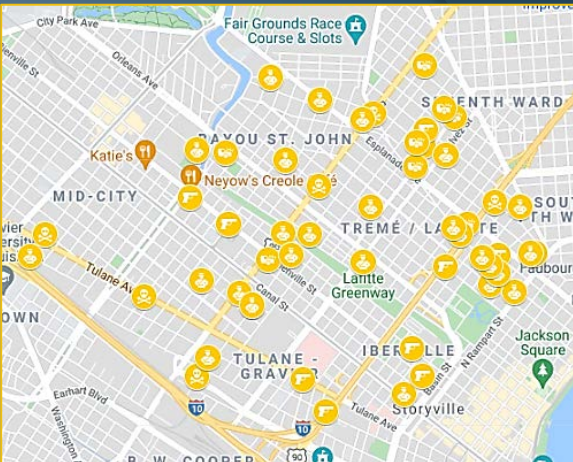 City Park Ave
Fair Grounds Race
Course & Slots
Orleans Ave
SEVENTH WARD
BAYOU ST. JOHN
Katie's
Neyow's Creole
MID-CITY
Esplanade
TREMÉ / LA
Tulane Ave
Canal St
Lafitte
Greenway
Faubour
N Rampart St
Jackson
Square
IBERVILLE
Basin St
TULANE -
GRAVIER
Earhart Blvd
Washington
Tulane Ave
Storyville
10
10
90
B. W. COOPER